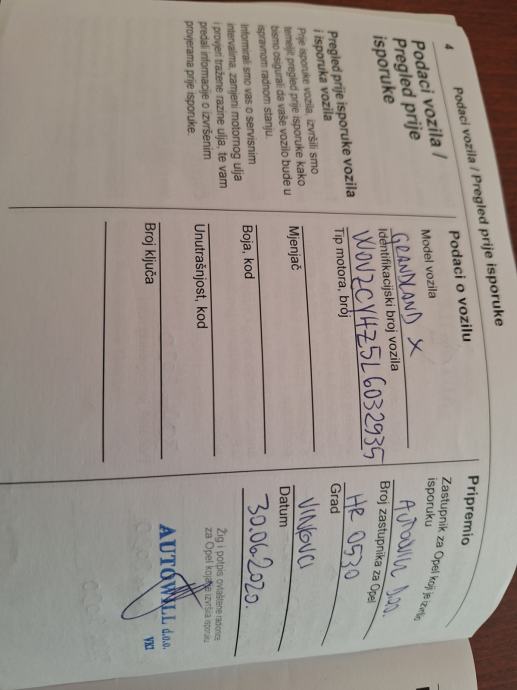 4
Podaci vozila / Pregled prije isporuke
Podaci vozila /
Pregled prije
isporuke
Pregled prije isporuke vozila
i isporuka vozila
Prije isporuke vozila, izvršili smo
temeljit pregled prije isporuke kako
bismo osigurali da vaše vozilo bude u
ispravnom radnom stanju.
Informirali smo vas o servisnim
intervalima, zamjeni motornog ulja
i provjeri tražene razine ulja, te vam
predali informacije o izvršenim
provjerama prije isporuke.
Podaci o vozilu
Model vozila
GRANDLAND X
Identifikacijski broj vozila
W0VZCYHZ5L6032935
Tip motora, broj
Mjenjač
Boja, kod
Unutrašnjost, kod
Broj ključa
Pripremio
Zastupnik za Opel koji je izvršio
isporuku
AUTOWILL D.O.O.
Broj zastupnika za Opel
HR 0530
Grad
VINKOVCI
Datum
30.06.2020.
Žig i potpis ovlaštene radionice
za Opel koja je izvršila isporuku
AUTOWILL d.o.o.
VK1